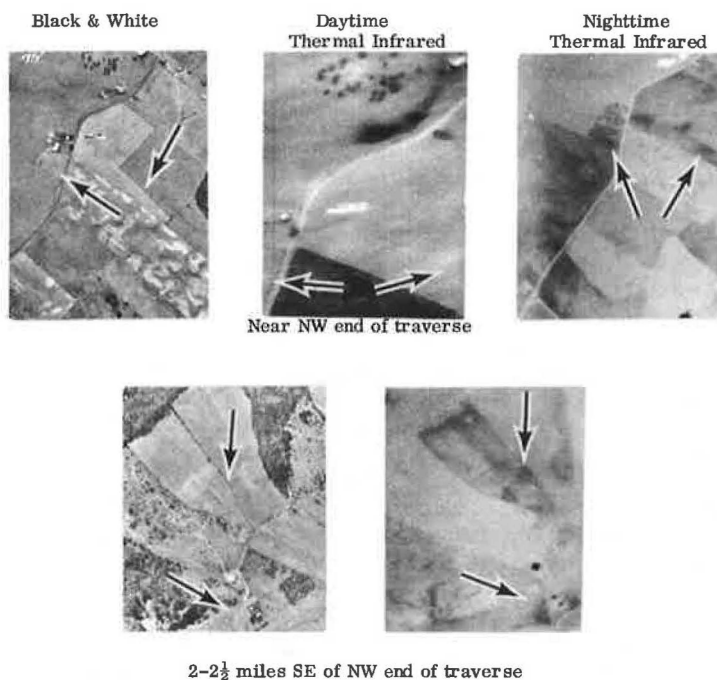 Black & White
Daytime
Thermal Infrared
Nighttime
Thermal Infrared
Near NW end of traverse
2-2½ miles SE of NW end of traverse